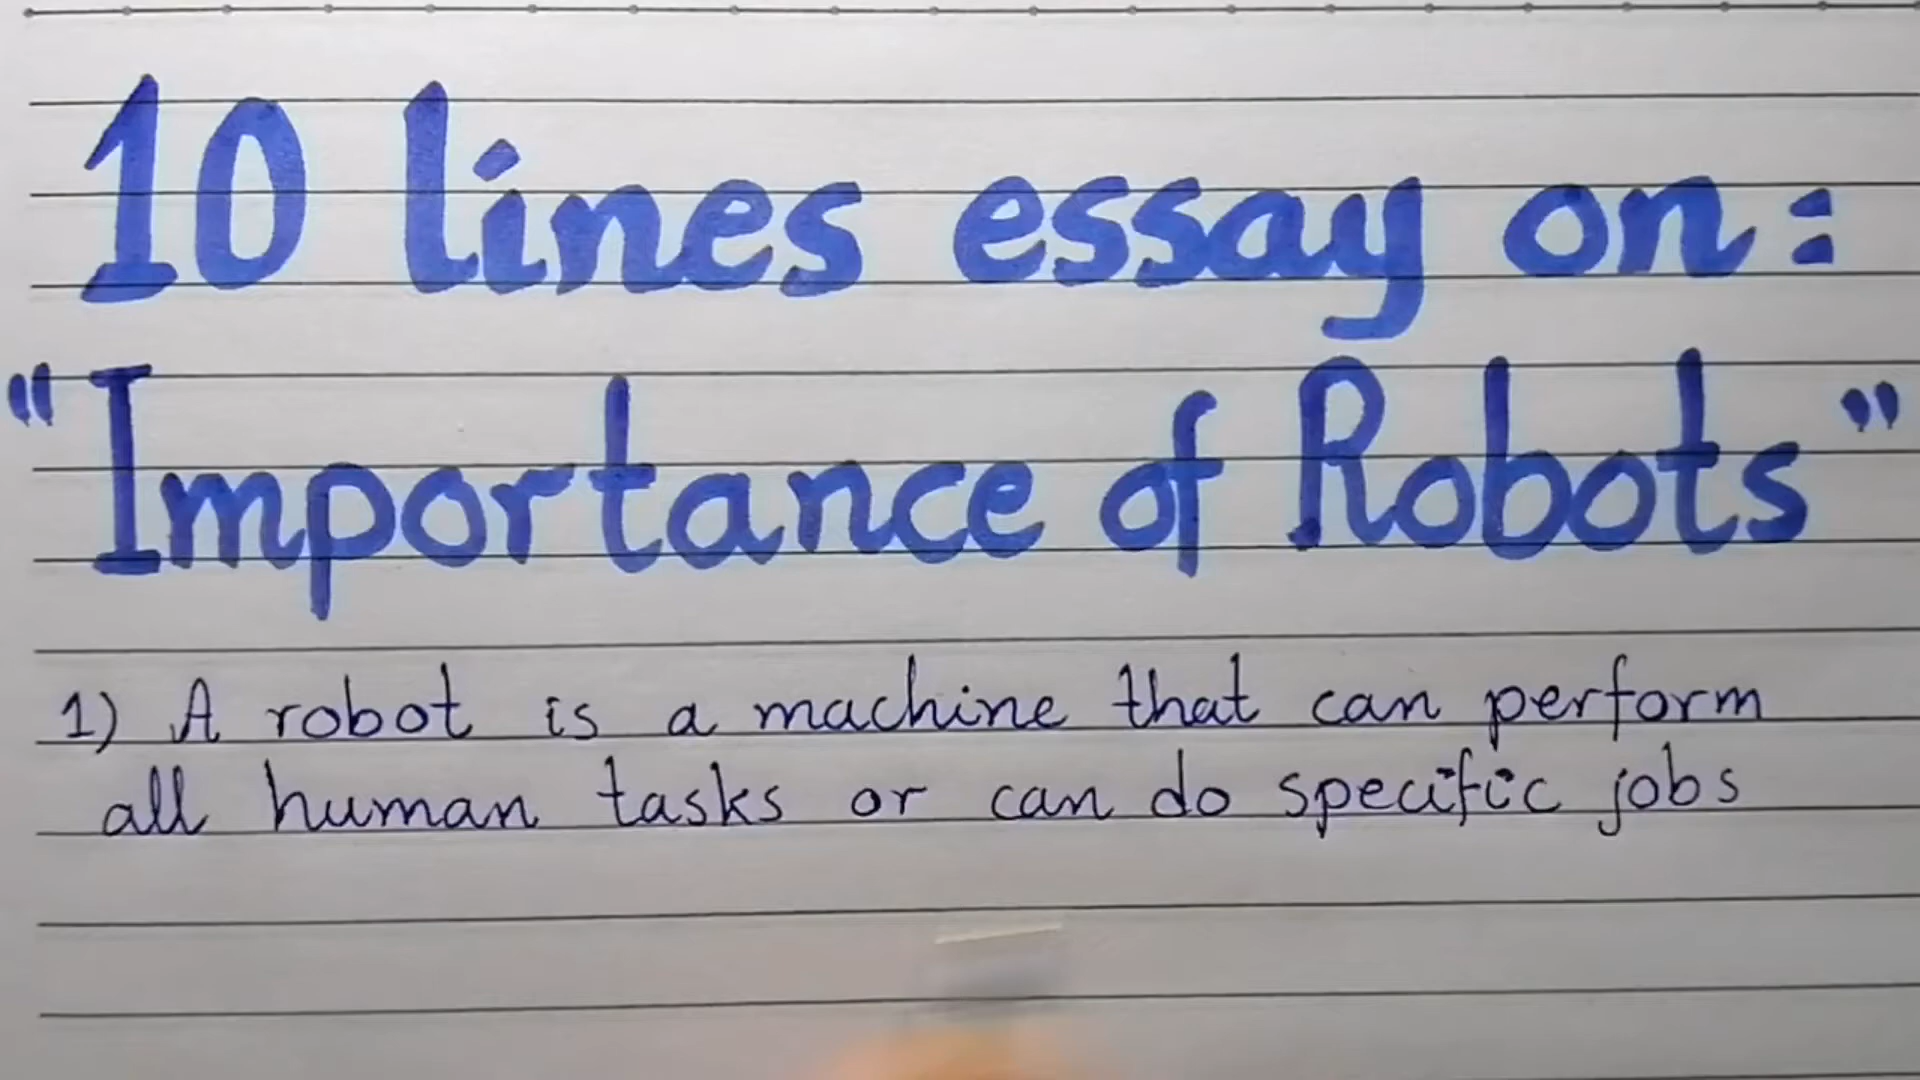 10 lines essay on:
"Importance of Robots"
1) A robot is a machine that can perform
all human tasks or can do specific jobs